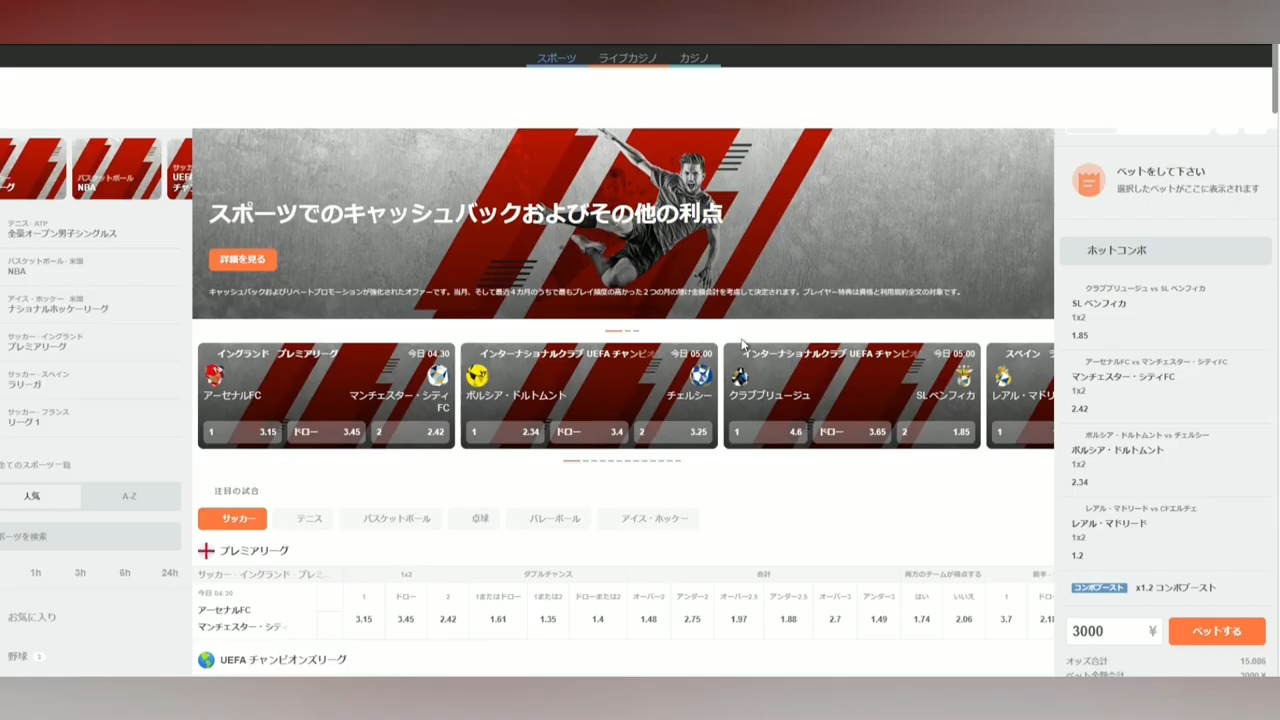 スポーツ ライブカジノ カジノ
バスケットボール
NBA
サッカ
UEF
チャ
テニス · ATP
全豪オープン男子シングルス
バスケットボール · 米国
NBA
アイス・ホッケー · 米国
ナショナルホッケーリーグ
サッカー · イングランド
プレミアリーグ
サッカー · スペイン
ラリーガ
サッカー · フランス
リーグ 1
全てのスポーツ一覧
人気 A-Z
ポーツを検索
1h 3h 6h 24h
お気に入り
野球 3
スポーツでのキャッシュバックおよびその他の利点
詳細を見る
キャッシュバックおよびリベートプロモーションが強化されたオファーです。当月、そして最近4カ月のうちで最もプレイ頻度の高かった2つの月の賭け金額合計を考慮して決定されます。プレイヤー特典は資格と利用規約全文の対象です。
イングランド プレミアリーグ 今日 04:30
アーセナルFC マンチェスター・シティFC
1 3.15 ドロー 3.45 2 2.42
インターナショナルクラブ UEFA チャンピオ 今日 05:00
ボルシア・ドルトムント チェルシー
1 2.34 ドロー 3.4 2 3.25
インターナショナルクラブ UEFA チャンピオ 今日 05:00
クラブブリュージュ SL ベンフィカ
1 4.6 ドロー 3.65 2 1.85
スペイン ラ
レアル・マドリ
1
注目の試合
サッカー テニス バスケットボール 卓球 バレーボール アイス・ホッケー
プレミアリーグ
サッカー · イングランド · プレミ… 1x2 ダブルチャンス 合計 両方のチームが得点する 前半 ·
今日 04:30 1 ドロー 2 1またはドロー 1または2 ドローまたは2 オーバー2 アンダー2 オーバー2.5 アンダー2.5 オーバー3 アンダー3 はい いいえ 1 ドロ
アーセナルFC
マンチェスター・シティ
3.15 3.45 2.42 1.61 1.35 1.4 1.48 2.75 1.97 1.88 2.7 1.49 1.74 2.06 3.7 2.18
UEFA チャンピオンズリーグ
ベットをして下さい
選択したベットがここに表示されます
ホットコンボ
クラブブリュージュ vs SL ベンフィカ
SL ベンフィカ
1x2
1.85
アーセナルFC vs マンチェスター・シティFC
マンチェスター・シティFC
1x2
2.42
ボルシア・ドルトムント vs チェルシー
ボルシア・ドルトムント
1x2
2.34
レアル・マドリード vs CFエルチェ
レアル・マドリード
1x2
1.2
コンボブースト x1.2 コンボブースト
3000 ¥ ベットする
オッズ合計 15.086
ベット金額合計 3000 ¥